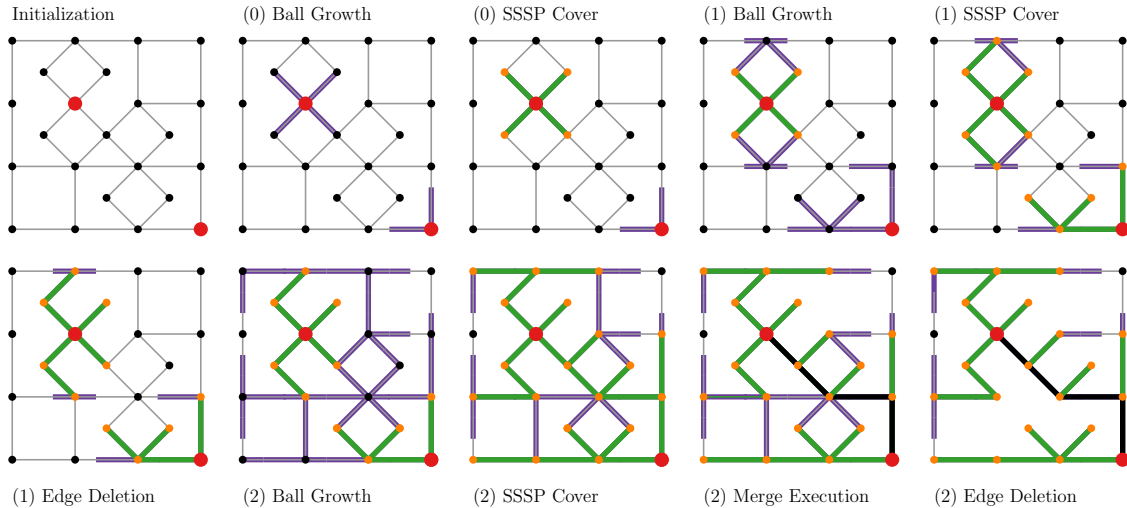 Initialization
(0) Ball Growth
(0) SSSP Cover
(1) Ball Growth
(1) SSSP Cover
(1) Edge Deletion
(2) Ball Growth
(2) SSSP Cover
(2) Merge Execution
(2) Edge Deletion